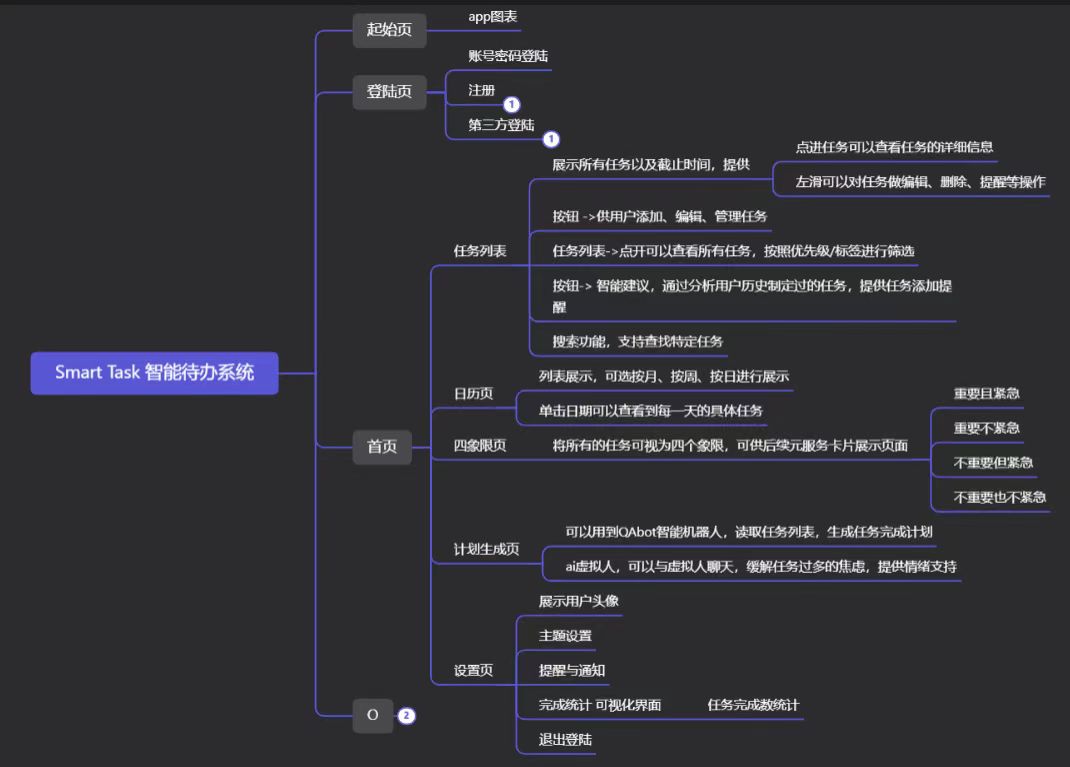 Smart Task 智能待办系统
起始页
app图表
登陆页
账号密码登陆
注册
1
第三方登陆
1
首页
任务列表
展示所有任务以及截止时间，提供
点进任务可以查看任务的详细信息
左滑可以对任务做编辑、删除、提醒等操作
按钮 ->供用户添加、编辑、管理任务
任务列表->点开可以查看所有任务，按照优先级/标签进行筛选
按钮-> 智能建议，通过分析用户历史制定过的任务，提供任务添加提
醒
搜索功能，支持查找特定任务
日历页
列表展示，可选按月、按周、按日进行展示
单击日期可以查看到每一天的具体任务
四象限页
将所有的任务可视为四个象限，可供后续元服务卡片展示页面
重要且紧急
重要不紧急
不重要但紧急
不重要也不紧急
计划生成页
可以用到QAbot智能机器人，读取任务列表，生成任务完成计划
ai虚拟人，可以与虚拟人聊天，缓解任务过多的焦虑，提供情绪支持
设置页
展示用户头像
主题设置
提醒与通知
完成统计 可视化界面
任务完成数统计
退出登陆
O
2